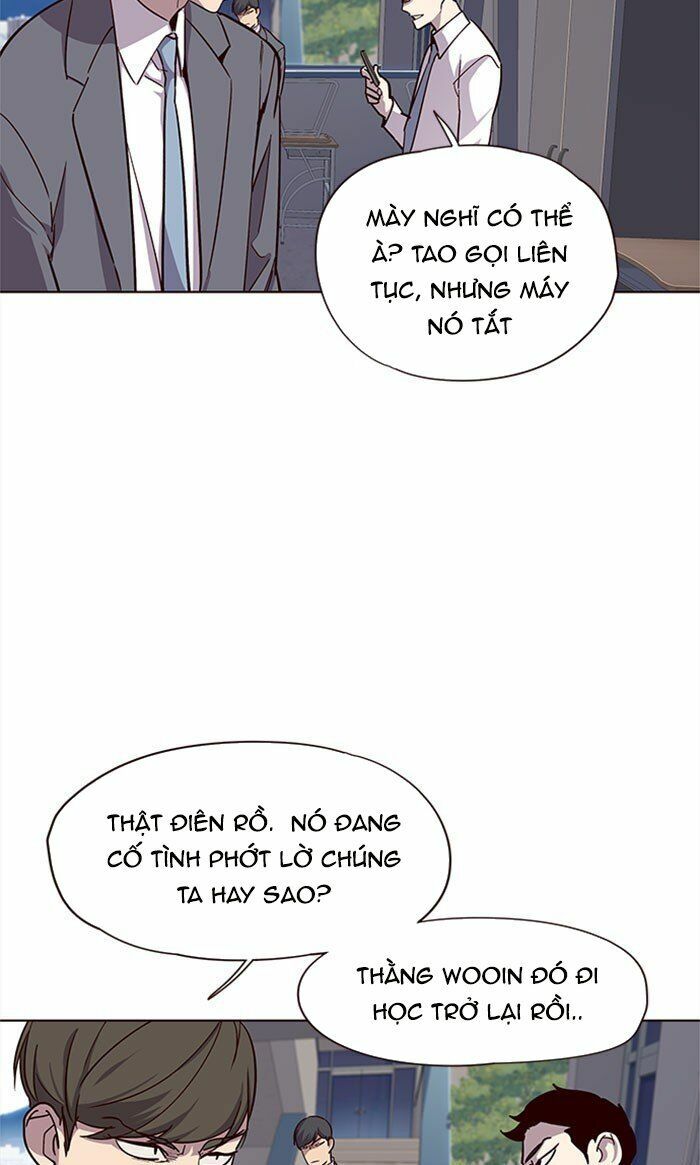 MÀY NGHĨ CÓ THỂ
À? TAO GỌI LIÊN
TỤC, NHƯNG MÁY
NÓ TẮT
THẬT ĐIÊN RỒ. NÓ ĐANG
CỐ TÌNH PHỚT LỜ CHÚNG
TA HAY SAO?
THẰNG WOOIN ĐÓ ĐI
HỌC TRỞ LẠI RỒI..